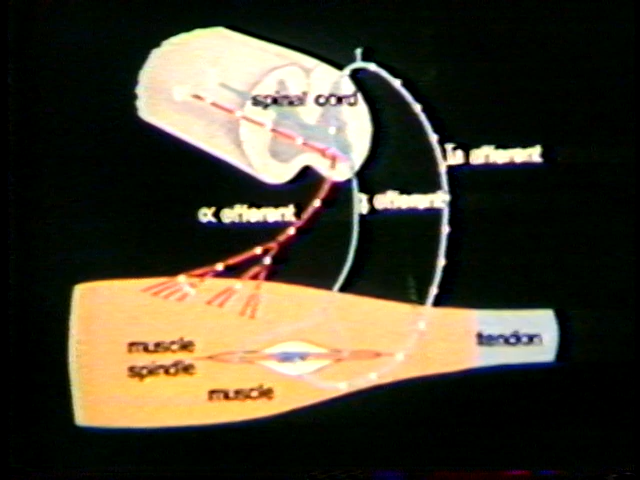 spinal cord
Ia afferent
α efferent
γ efferent
muscle
spindle
muscle
tendon